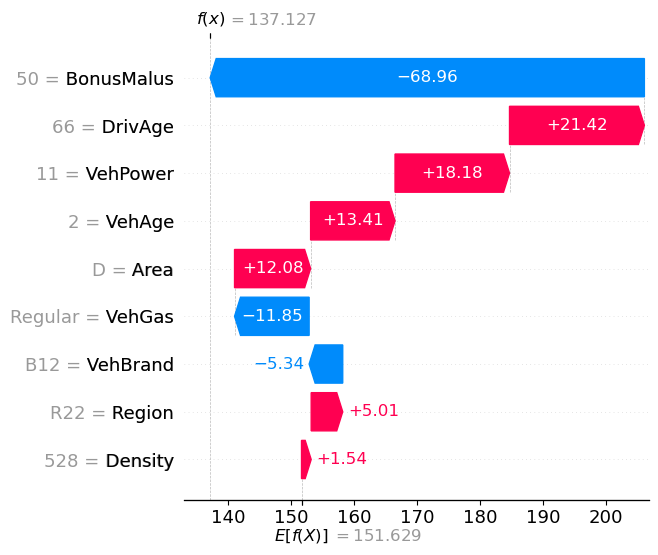 f(x) = 137.127
50 = BonusMalus −68.96
66 = DrivAge +21.42
11 = VehPower +18.18
2 = VehAge +13.41
D = Area +12.08
Regular = VehGas −11.85
B12 = VehBrand −5.34
R22 = Region +5.01
528 = Density +1.54
140 150 160 170 180 190 200
E[f(X)] = 151.629